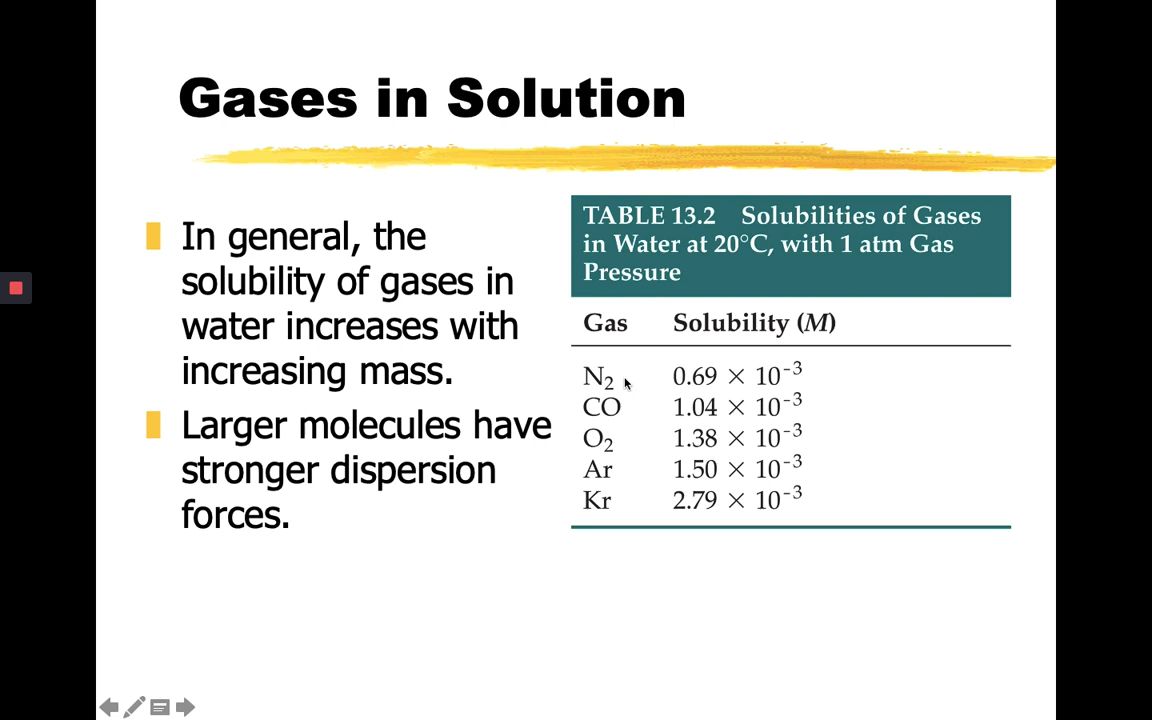 Gases in Solution
In general, the
solubility of gases in
water increases with
increasing mass.
Larger molecules have
stronger dispersion
forces.
TABLE 13.2 Solubilities of Gases
in Water at 20°C, with 1 atm Gas
Pressure
Gas Solubility (M)
N₂ 0.69 × 10⁻³
CO 1.04 × 10⁻³
O₂ 1.38 × 10⁻³
Ar 1.50 × 10⁻³
Kr 2.79 × 10⁻³